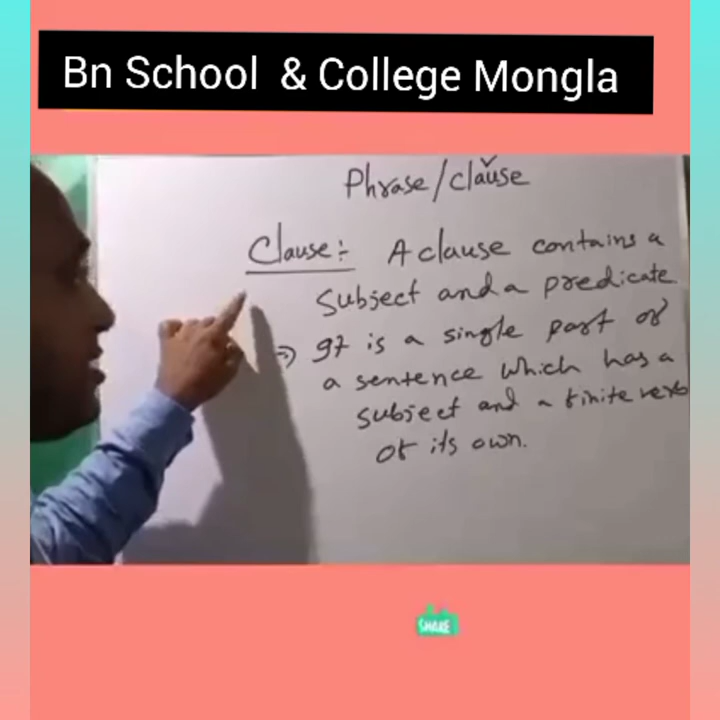 Bn School & College Mongla
Phrase/clause
Clause:- A clause contains a
subject and a predicate.
⇒ It is a single part of
a sentence which has a
subject and a finite verb
of its own.
SHARE